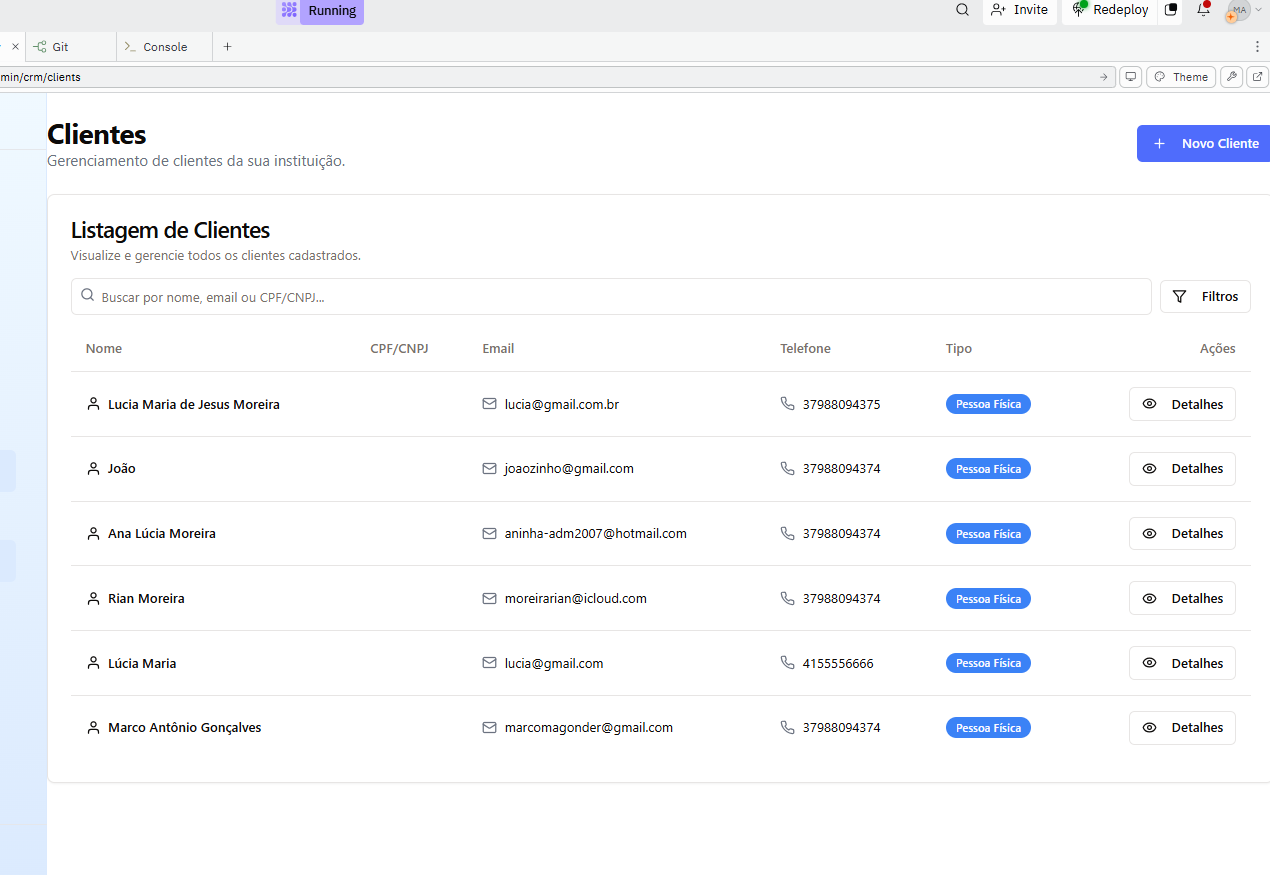 Running
Invite
Redeploy
MA
Git
Console
min/crm/clients
Theme
Clientes
Gerenciamento de clientes da sua instituição.
Novo Cliente
Listagem de Clientes
Visualize e gerencie todos os clientes cadastrados.
Buscar por nome, email ou CPF/CNPJ...
Filtros
Nome CPF/CNPJ Email Telefone Tipo Ações
Lucia Maria de Jesus Moreira lucia@gmail.com.br 37988094375 Pessoa Física Detalhes
João joaozinho@gmail.com 37988094374 Pessoa Física Detalhes
Ana Lúcia Moreira aninha-adm2007@hotmail.com 37988094374 Pessoa Física Detalhes
Rian Moreira moreirarian@icloud.com 37988094374 Pessoa Física Detalhes
Lúcia Maria lucia@gmail.com 4155556666 Pessoa Física Detalhes
Marco Antônio Gonçalves marcomagonder@gmail.com 37988094374 Pessoa Física Detalhes